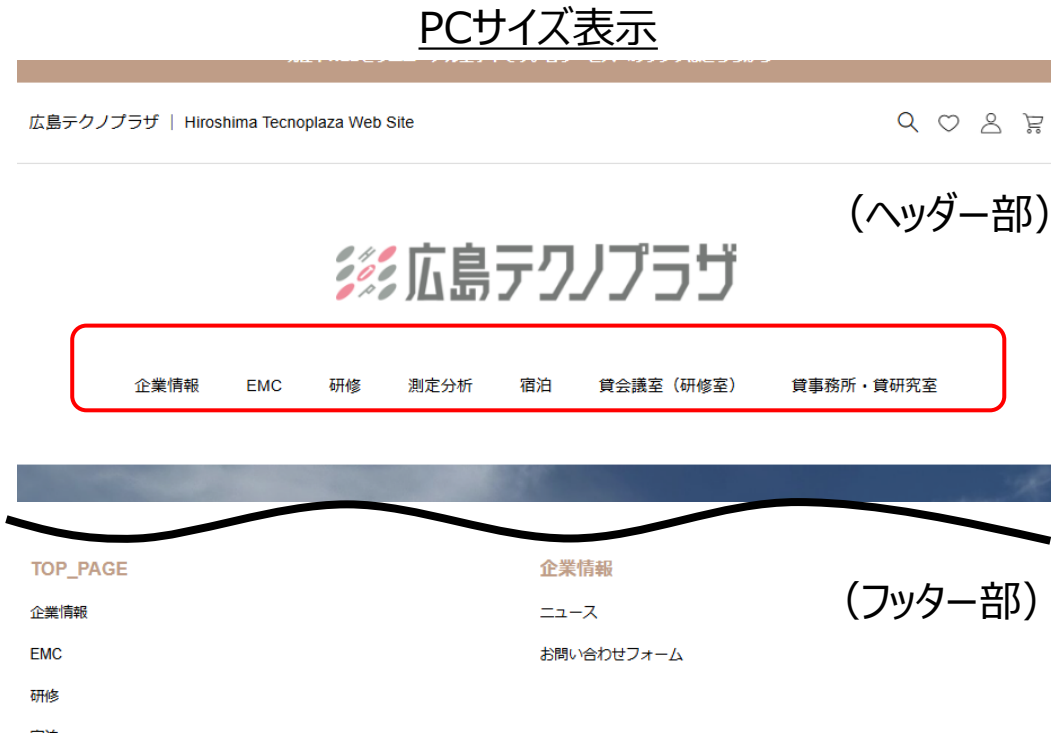 PCサイズ表示
広島テクノプラザ ｜ Hiroshima Tecnoplaza Web Site
（ヘッダー部）
広島テクノプラザ
企業情報 EMC 研修 測定分析 宿泊 貸会議室（研修室） 貸事務所・貸研究室
TOP_PAGE 企業情報
（フッター部）
企業情報 ニュース
EMC お問い合わせフォーム
研修